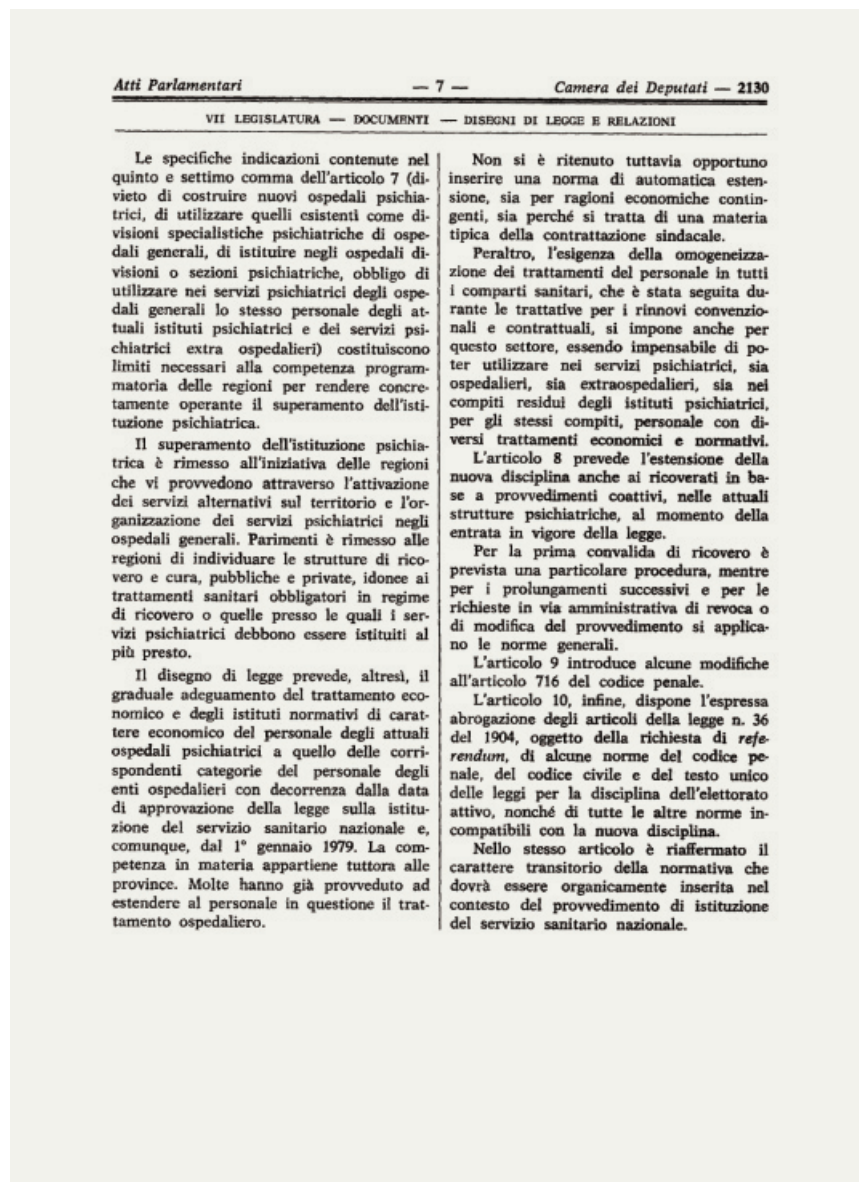 Atti Parlamentari — 7 — Camera dei Deputati — 2130
VII LEGISLATURA — DOCUMENTI — DISEGNI DI LEGGE E RELAZIONI
Le specifiche indicazioni contenute nel
quinto e settimo comma dell'articolo 7 (di-
vieto di costruire nuovi ospedali psichia-
trici, di utilizzare quelli esistenti come di-
visioni specialistiche psichiatriche di ospe-
dali generali, di istituire negli ospedali di-
visioni o sezioni psichiatriche, obbligo di
utilizzare nei servizi psichiatrici degli ospe-
dali generali lo stesso personale degli at-
tuali istituti psichiatrici e dei servizi psi-
chiatrici extra ospedalieri) costituiscono
limiti necessari alla competenza program-
matoria delle regioni per rendere concre-
tamente operante il superamento dell'isti-
tuzione psichiatrica.
Il superamento dell'istituzione psichia-
trica è rimesso all'iniziativa delle regioni
che vi provvedono attraverso l'attivazione
dei servizi alternativi sul territorio e l'or-
ganizzazione dei servizi psichiatrici negli
ospedali generali. Parimenti è rimesso alle
regioni di individuare le strutture di rico-
vero e cura, pubbliche e private, idonee ai
trattamenti sanitari obbligatori in regime
di ricovero o quelle presso le quali i ser-
vizi psichiatrici debbono essere istituiti al
più presto.
Il disegno di legge prevede, altresì, il
graduale adeguamento del trattamento eco-
nomico e degli istituti normativi di carat-
tere economico del personale degli attuali
ospedali psichiatrici a quello delle corri-
spondenti categorie del personale degli
enti ospedalieri con decorrenza dalla data
di approvazione della legge sulla istitu-
zione del servizio sanitario nazionale e,
comunque, dal 1° gennaio 1979. La com-
petenza in materia appartiene tuttora alle
province. Molte hanno già provveduto ad
estendere al personale in questione il trat-
tamento ospedaliero.
Non si è ritenuto tuttavia opportuno
inserire una norma di automatica esten-
sione, sia per ragioni economiche contin-
genti, sia perché si tratta di una materia
tipica della contrattazione sindacale.
Peraltro, l'esigenza della omogeneizza-
zione dei trattamenti del personale in tutti
i comparti sanitari, che è stata seguita du-
rante le trattative per i rinnovi convenzio-
nali e contrattuali, si impone anche per
questo settore, essendo impensabile di po-
ter utilizzare nei servizi psichiatrici, sia
ospedalieri, sia extraospedalieri, sia nei
compiti residui degli istituti psichiatrici,
per gli stessi compiti, personale con di-
versi trattamenti economici e normativi.
L'articolo 8 prevede l'estensione della
nuova disciplina anche ai ricoverati in ba-
se a provvedimenti coattivi, nelle attuali
strutture psichiatriche, al momento della
entrata in vigore della legge.
Per la prima convalida di ricovero è
prevista una particolare procedura, mentre
per i prolungamenti successivi e per le
richieste in via amministrativa di revoca o
di modifica del provvedimento si applica-
no le norme generali.
L'articolo 9 introduce alcune modifiche
all'articolo 716 del codice penale.
L'articolo 10, infine, dispone l'espressa
abrogazione degli articoli della legge n. 36
del 1904, oggetto della richiesta di refe-
rendum, di alcune norme del codice pe-
nale, del codice civile e del testo unico
delle leggi per la disciplina dell'elettorato
attivo, nonché di tutte le altre norme in-
compatibili con la nuova disciplina.
Nello stesso articolo è riaffermato il
carattere transitorio della normativa che
dovrà essere organicamente inserita nel
contesto del provvedimento di istituzione
del servizio sanitario nazionale.